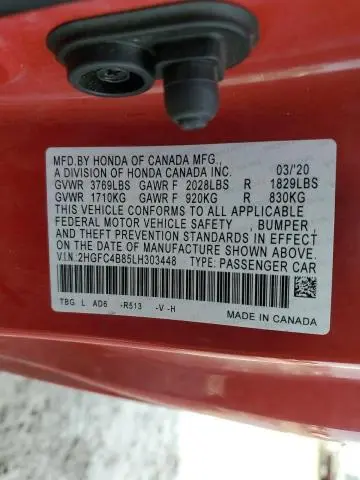 MFD.BY HONDA OF CANADA MFG.,
A DIVISION OF HONDA CANADA INC. 03/'20
GVWR 3769LBS GAWR F 2028LBS R 1829LBS
GVWR 1710KG GAWR F 920KG R 830KG
THIS VEHICLE CONFORMS TO ALL APPLICABLE
FEDERAL MOTOR VEHICLE SAFETY , BUMPER ,
AND THEFT PREVENTION STANDARDS IN EFFECT
ON THE DATE OF MANUFACTURE SHOWN ABOVE.
V.I.N.:2HGFC4B85LH303448 TYPE: PASSENGER CAR
TBG L AD6 -R513 -V -H
MADE IN CANADA